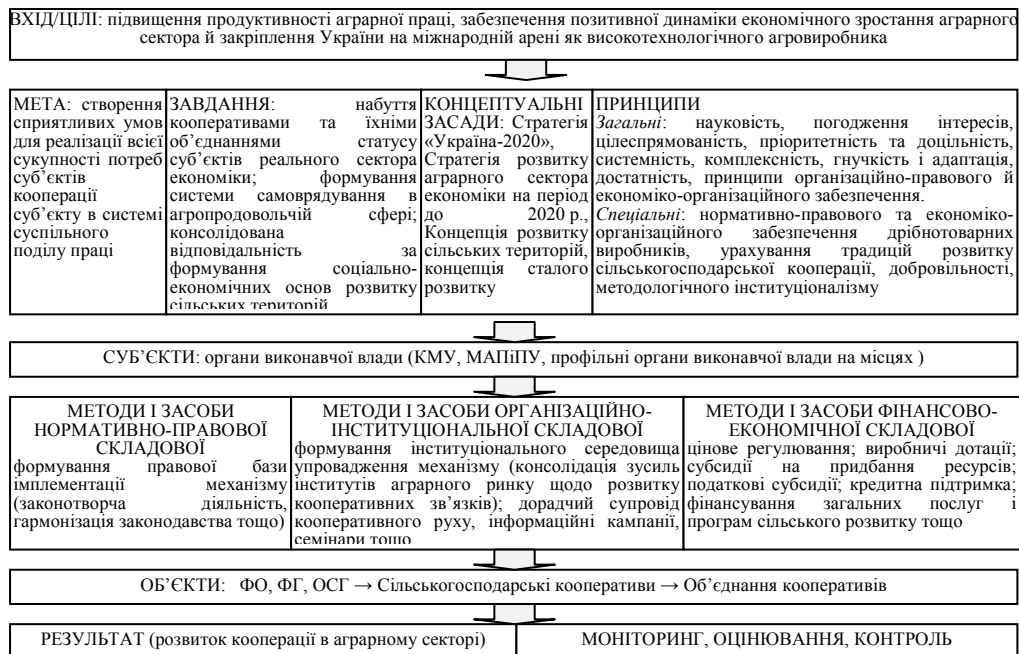 ВХІД/ЦІЛІ: підвищення продуктивності аграрної праці, забезпечення позитивної динаміки економічного зростання аграрного
сектора й закріплення України на міжнародній арені як високотехнологічного агровиробника
МЕТА: створення
сприятливих умов
для реалізації всієї
сукупності потреб
суб’єктів
кооперації
суб’єкту в системі
суспільного
поділу праці
ЗАВДАННЯ: набуття
кооперативами та їхніми
об’єднаннями статусу
суб’єктів реального сектора
економіки; формування
системи самоврядування в
агропродовольчій сфері;
консолідована
відповідальність за
формування соціально-
економічних основ розвитку
сільських територій
КОНЦЕПТУАЛЬНІ
ЗАСАДИ: Стратегія
«Україна-2020»,
Стратегія розвитку
аграрного сектора
економіки на період
до 2020 р.,
Концепція розвитку
сільських територій,
концепція сталого
розвитку
ПРИНЦИПИ
Загальні: науковість, погодження інтересів,
цілеспрямованість, пріоритетність та доцільність,
системність, комплексність, гнучкість і адаптація,
достатність, принципи організаційно-правового й
економіко-організаційного забезпечення.
Спеціальні: нормативно-правового та економіко-
організаційного забезпечення дрібнотоварних
виробників, урахування традицій розвитку
сільськогосподарської кооперації, добровільності,
методологічного інституціоналізму
СУБ’ЄКТИ: органи виконавчої влади (КМУ, МАПіПУ, профільні органи виконавчої влади на місцях )
МЕТОДИ І ЗАСОБИ
НОРМАТИВНО-ПРАВОВОЇ
СКЛАДОВОЇ
формування правової бази
імплементації механізму
(законотворча діяльність,
гармонізація законодавства тощо)
МЕТОДИ І ЗАСОБИ ОРГАНІЗАЦІЙНО-
ІНСТИТУЦІОНАЛЬНОЇ СКЛАДОВОЇ
формування інституціонального середовища
упровадження механізму (консолідація зусиль
інститутів аграрного ринку щодо розвитку
кооперативних зв’язків); дорадчий супровід
кооперативного руху, інформаційні кампанії,
семінари тощо
МЕТОДИ І ЗАСОБИ ФІНАНСОВО-
ЕКОНОМІЧНОЇ СКЛАДОВОЇ
цінове регулювання; виробничі дотації;
субсидії на придбання ресурсів;
податкові субсидії; кредитна підтримка;
фінансування загальних послуг і
програм сільського розвитку тощо
ОБ’ЄКТИ: ФО, ФГ, ОСГ → Сільськогосподарські кооперативи → Об’єднання кооперативів
РЕЗУЛЬТАТ (розвиток кооперації в аграрному секторі)
МОНІТОРИНГ, ОЦІНЮВАННЯ, КОНТРОЛЬ